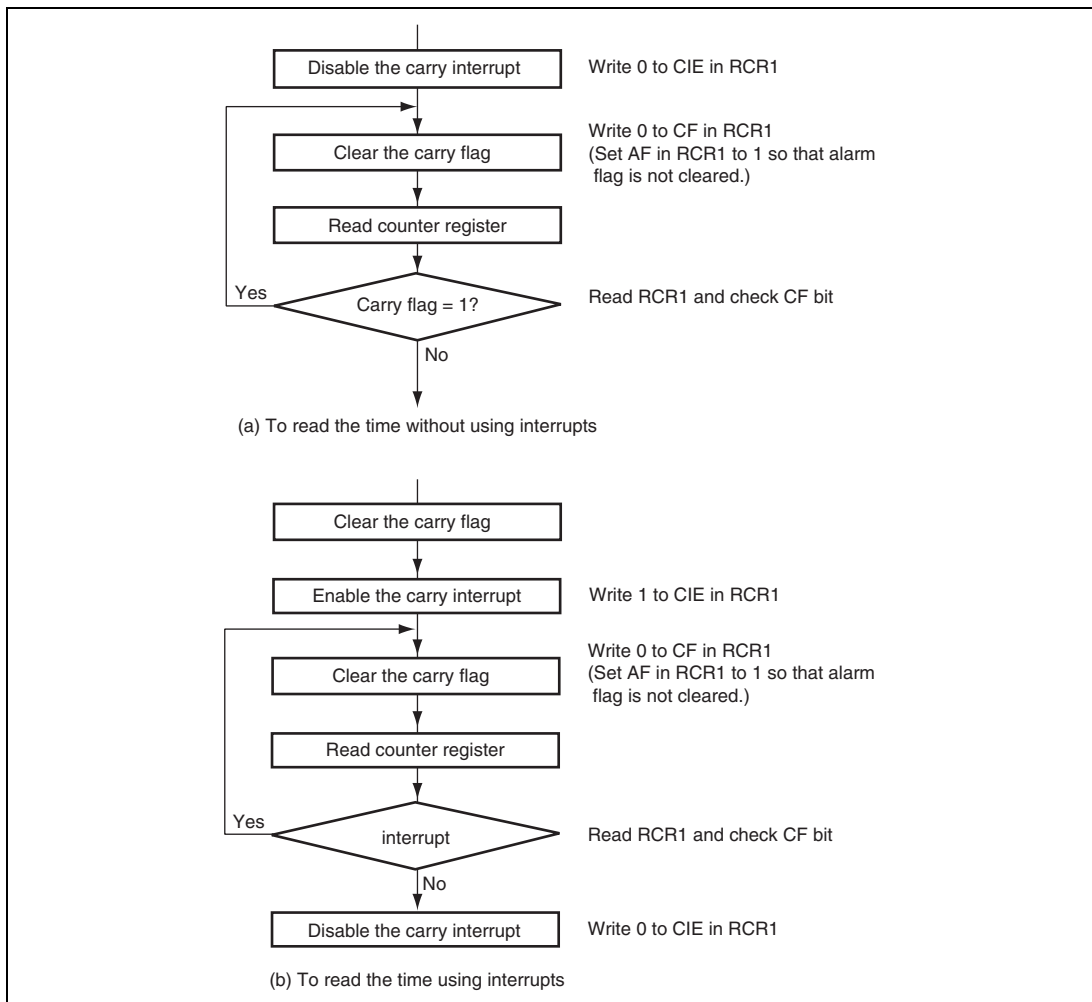 Disable the carry interrupt
Write 0 to CIE in RCR1
Clear the carry flag
Write 0 to CF in RCR1
(Set AF in RCR1 to 1 so that alarm
flag is not cleared.)
Read counter register
Yes
Carry flag = 1?
Read RCR1 and check CF bit
No
(a) To read the time without using interrupts
Clear the carry flag
Enable the carry interrupt
Write 1 to CIE in RCR1
Clear the carry flag
Write 0 to CF in RCR1
(Set AF in RCR1 to 1 so that alarm
flag is not cleared.)
Read counter register
Yes
interrupt
Read RCR1 and check CF bit
No
Disable the carry interrupt
Write 0 to CIE in RCR1
(b) To read the time using interrupts